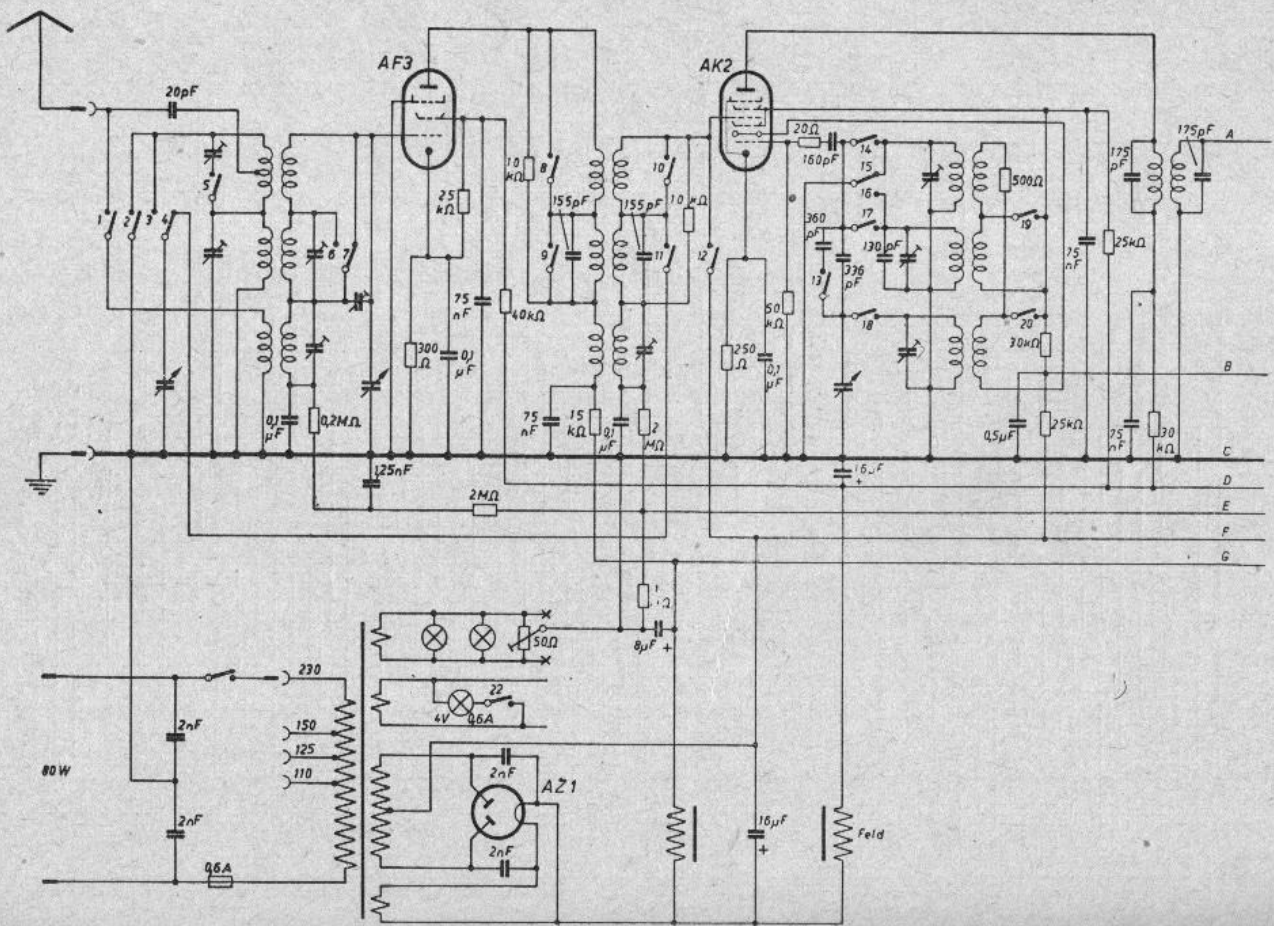 AF3
AK2
20pF
1
2
3
4
5
6
7
0,1 µF
0,2MΩ
25 kΩ
300 Ω
0,1 µF
75 nF
40kΩ
10 kΩ
8
9
155pF
155pF
10
11
10 kΩ
12
75 nF
15 kΩ
0,1 µF
2 MΩ
250 Ω
0,1 µF
50 kΩ
20Ω
160pF
14
15
16
17
360 pF
13
336 pF
130 pF
18
500Ω
19
20
30kΩ
0,5µF
25kΩ
75 nF
25kΩ
75 nF
30 kΩ
175 pF
175pF
A
B
C
D
E
F
G
125nF
2MΩ
16µF
+
Ω
8µF
+
50Ω
22
4V 0,6A
230
150
125
110
80W
2nF
2nF
0,6A
2nF
AZ1
2nF
16µF
+
Feld